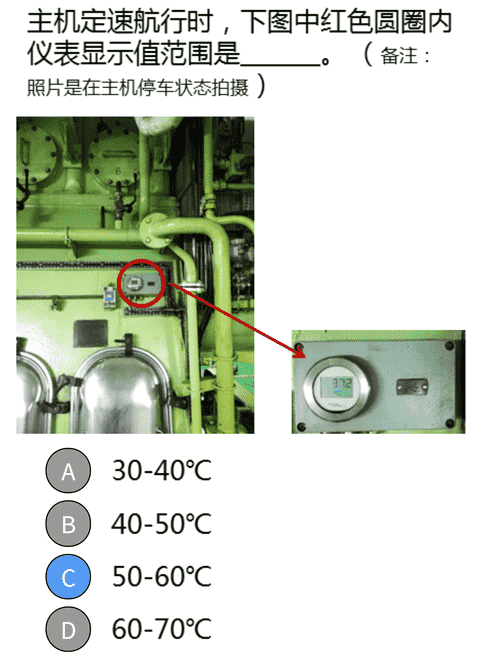 主机定速航行时，下图中红色圆圈内
仪表显示值范围是______。（备注：
照片是在主机停车状态拍摄）
6
37.2
℃
A 30-40℃
B 40-50℃
C 50-60℃
D 60-70℃